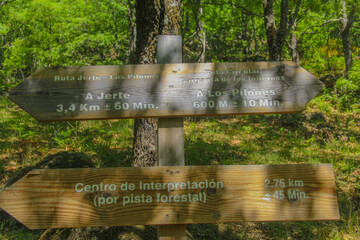 Ruta Jerte - Los Pilones
A Jerte
3,4 Km ± 60 Min.
A Los Pilones
600 M ± 10 Min.
Centro de Interpretación
(por pista forestal)
2,75 km
± 45 Min.